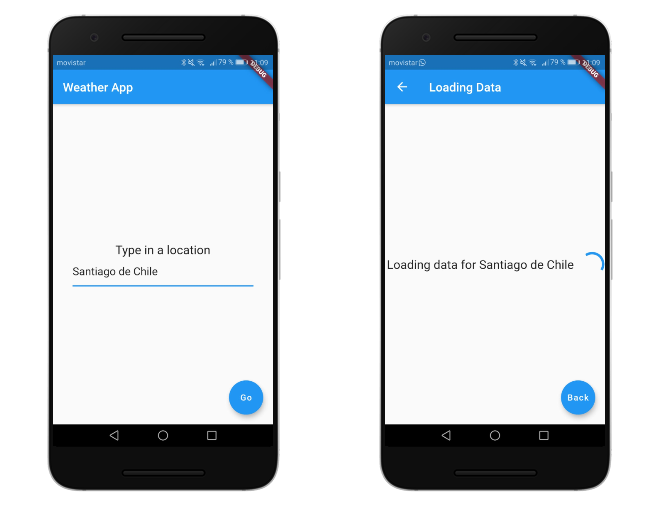 movistar 79 % 21:09
DEBUG
Weather App
Type in a location
Santiago de Chile
Go
movistar 79 % 21:09
DEBUG
Loading Data
Loading data for Santiago de Chile
Back